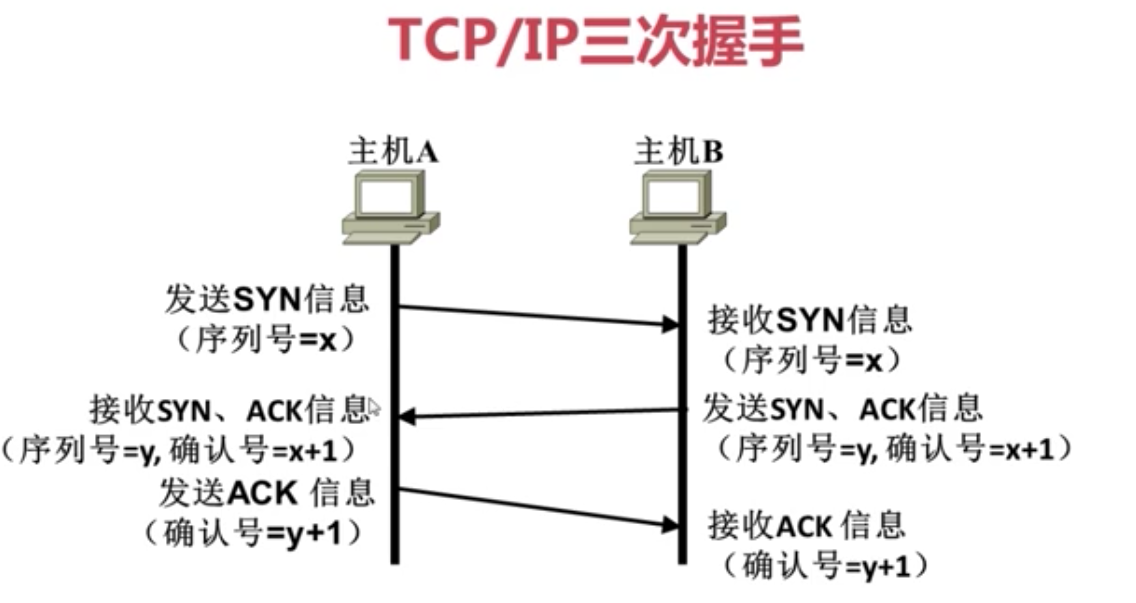 TCP/IP三次握手
主机A
主机B
发送SYN信息
（序列号=x）
接收SYN信息
（序列号=x）
接收SYN、ACK信息
（序列号=y, 确认号=x+1）
发送SYN、ACK信息
（序列号=y, 确认号=x+1）
发送ACK 信息
（确认号=y+1）
接收ACK 信息
（确认号=y+1）